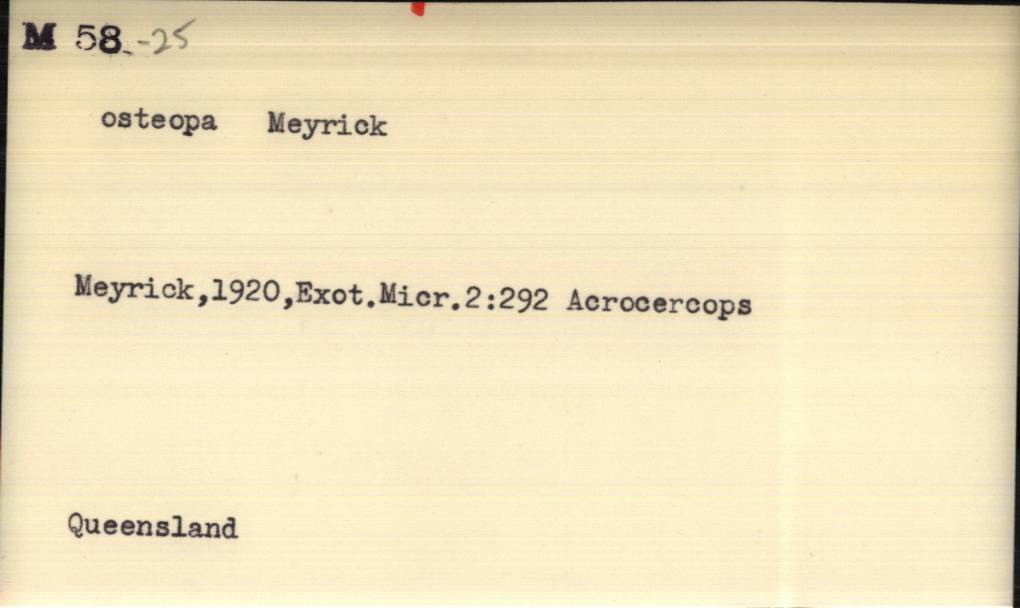 M 58.-25
osteopa Meyrick
Meyrick,1920,Exot.Micr.2:292 Acrocercops
Queensland